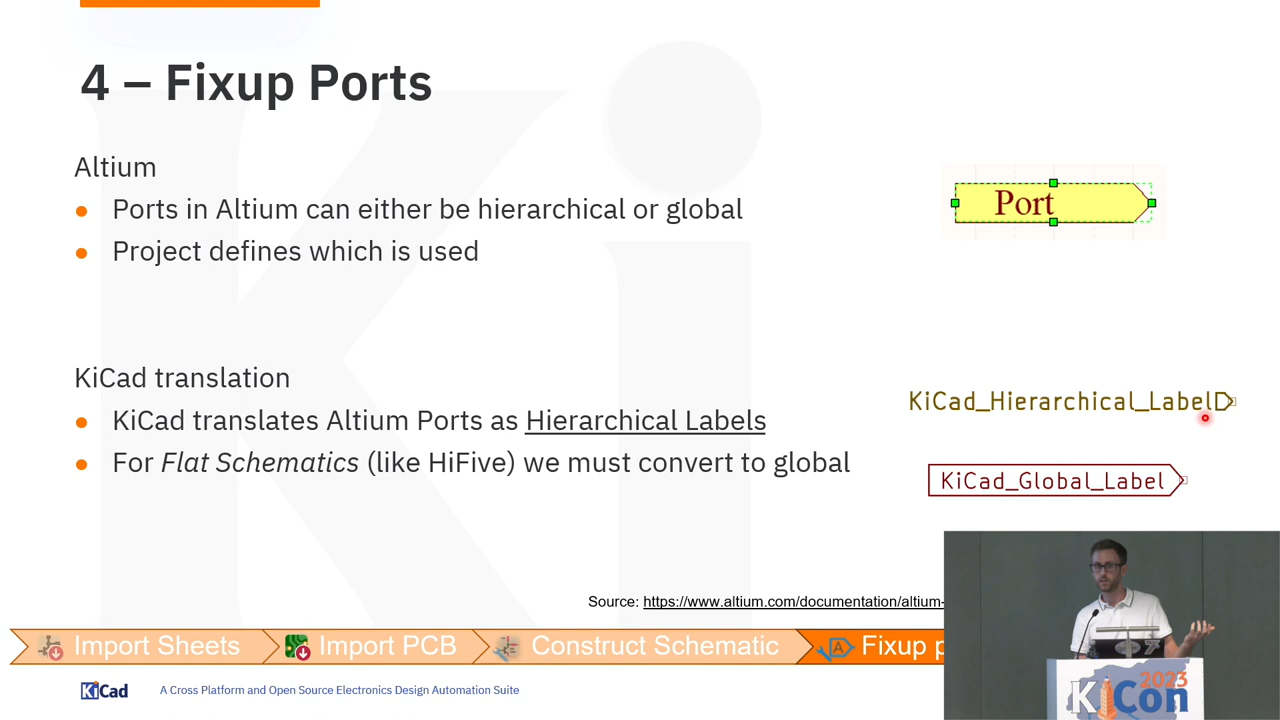 4 – Fixup Ports
Altium
Ports in Altium can either be hierarchical or global
Project defines which is used
Port
KiCad translation
KiCad translates Altium Ports as Hierarchical Labels
For Flat Schematics (like HiFive) we must convert to global
KiCad_Hierarchical_Label
KiCad_Global_Label
Source: https://www.altium.com/documentation/altium-
Import Sheets
Import PCB
Construct Schematic
A
Fixup p
KiCad
A Cross Platform and Open Source Electronics Design Automation Suite
2023
KiCon